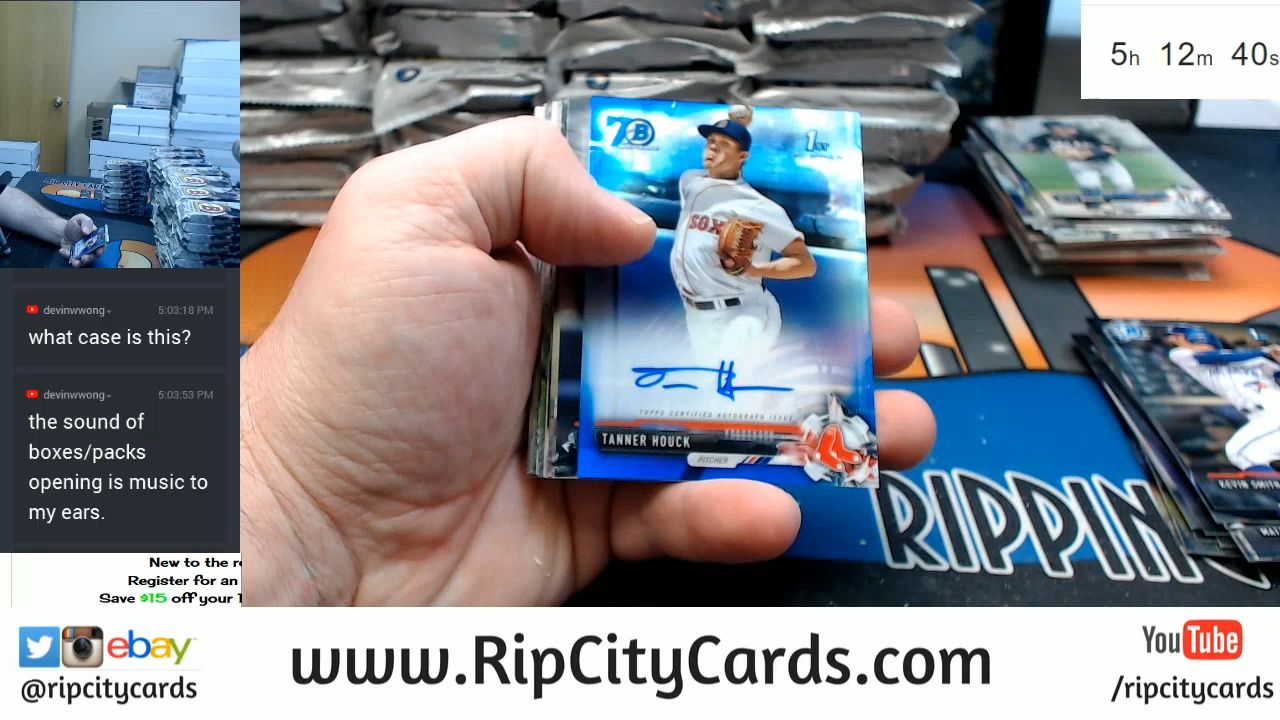 5h 12m 40s
devinwwong
5:03:18 PM
what case is this?
devinwwong
5:03:53 PM
the sound of
boxes/packs
opening is music to
my ears.
New to the r
Register for an
Save $15 off your
70 B
1ST
SOX
TOPPS CERTIFIED AUTOGRAPH ISSUE
TANNER HOUCK
PITCHER
KEVIN SMITH
RIPPIN
ebay
@ripcitycards
www.RipCityCards.com
YouTube
/ripcitycards